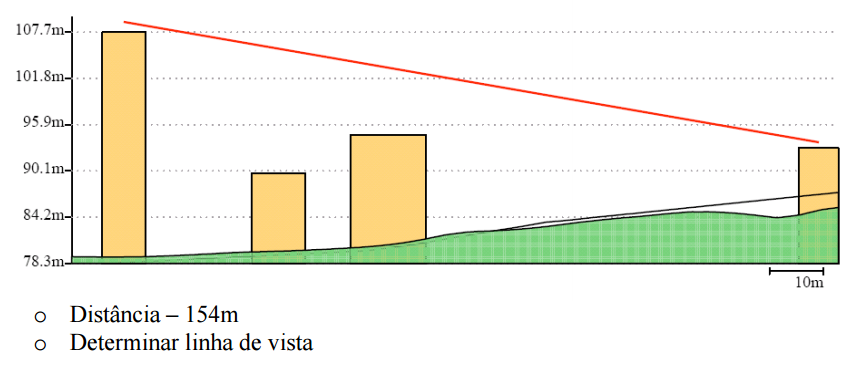 107.7m
101.8m
95.9m
90.1m
84.2m
78.3m
10m
o Distância – 154m
o Determinar linha de vista